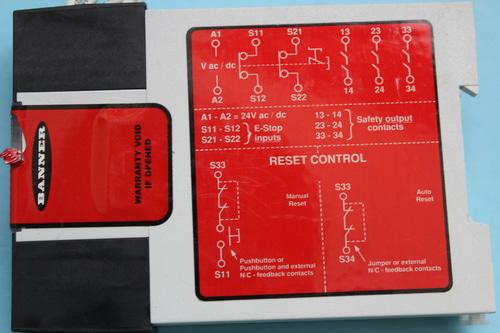 A1 S11 S21 13 23 33
V ac / dc
A2 S12 S22 14 24 34
A1 - A2 = 24V ac / dc
S11 - S12
S21 - S22
E-Stop
inputs
13 - 14
23 - 24
33 - 34
Safety output
contacts
RESET CONTROL
S33
Manual
Reset
S11
Pushbutton or
Pushbutton and external
N/C - feedback contacts
S33
Auto
Reset
S34
Jumper or external
N/C - feedback contacts
BANNER
WARRANTY VOID
IF OPENED